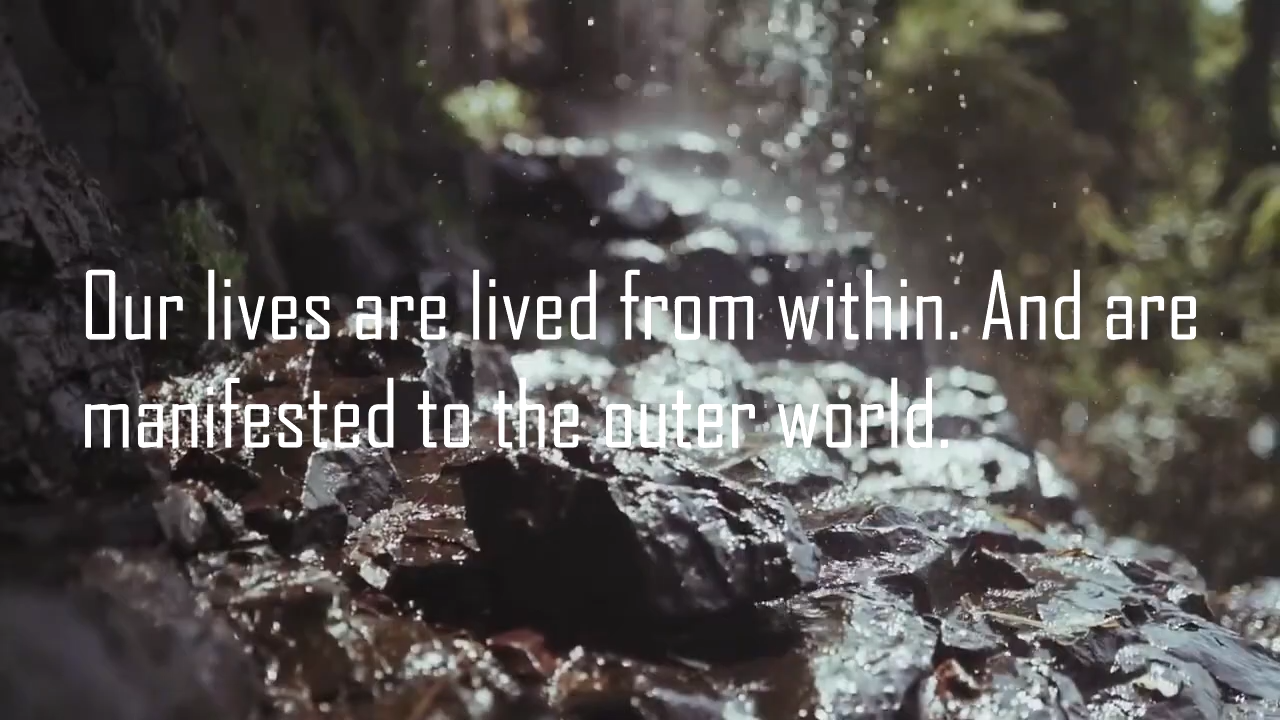 Our lives are lived from within. And are
manifested to the outer world.